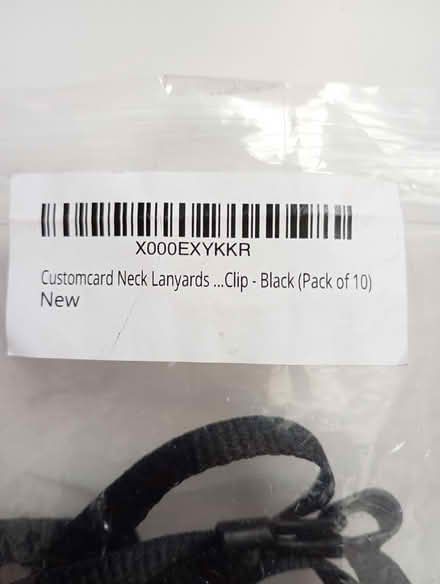 X000EXYKKR
Customcard Neck Lanyards ...Clip - Black (Pack of 10)
New